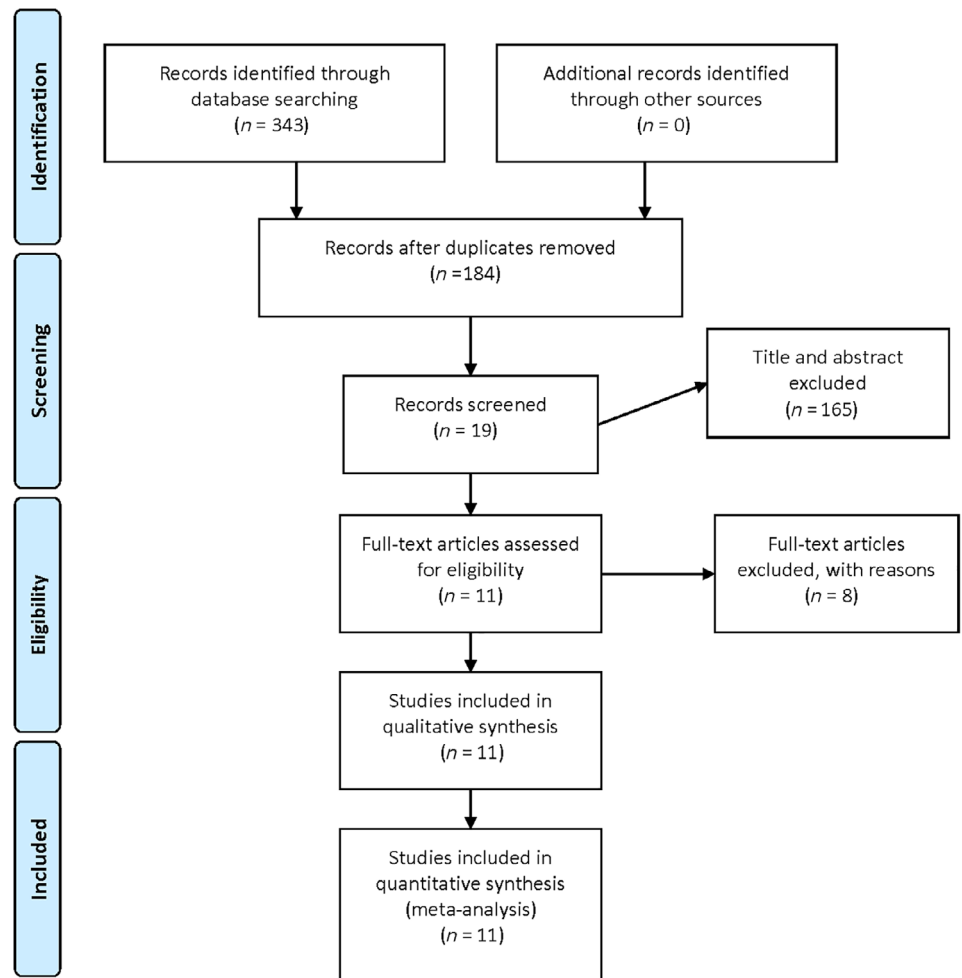 Identification
Records identified through
database searching
(n = 343)
Additional records identified
through other sources
(n = 0)
Records after duplicates removed
(n =184)
Screening
Title and abstract
excluded
(n = 165)
Records screened
(n = 19)
Eligibility
Full-text articles assessed
for eligibility
(n = 11)
Full-text articles
excluded, with reasons
(n = 8)
Studies included in
qualitative synthesis
(n = 11)
Included
Studies included in
quantitative synthesis
(meta-analysis)
(n = 11)